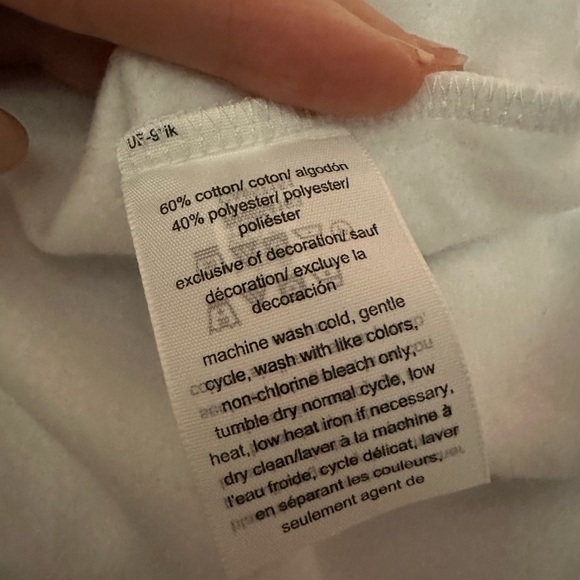 60% cotton/ coton/ algodón
40% polyester/ polyester/
poliéster
exclusive of decoration/ sauf
décoration/ excluye la
decoración
machine wash cold, gentle
cycle, wash with like colors,
non-chlorine bleach only,
tumble dry normal cycle, low
heat, low heat iron if necessary,
dry clean/laver à la machine à
l'eau froide, cycle délicat, laver
en séparant les couleurs,
seulement agent de